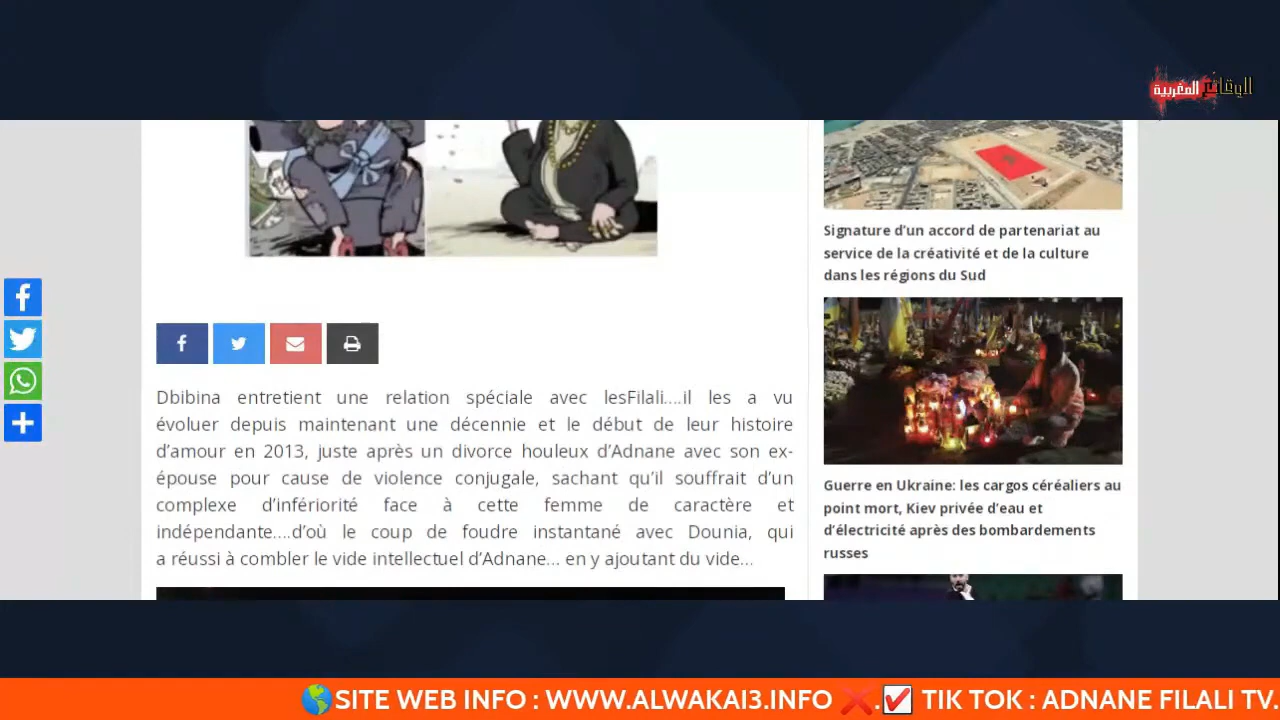 الوقائع المغربية
Signature d'un accord de partenariat au
service de la créativité et de la culture
dans les régions du Sud
Dbibina entretient une relation spéciale avec lesFilali....il les a vu
évoluer depuis maintenant une décennie et le début de leur histoire
d'amour en 2013, juste après un divorce houleux d'Adnane avec son ex-
épouse pour cause de violence conjugale, sachant qu'il souffrait d'un
complexe d'infériorité face à cette femme de caractère et
indépendante....d'où le coup de foudre instantané avec Dounia, qui
a réussi à combler le vide intellectuel d'Adnane... en y ajoutant du vide...
Guerre en Ukraine: les cargos céréaliers au
point mort, Kiev privée d'eau et
d'électricité après des bombardements
russes
SITE WEB INFO : WWW.ALWAKAI3.INFO ❌.✅ TIK TOK : ADNANE FILALI TV.